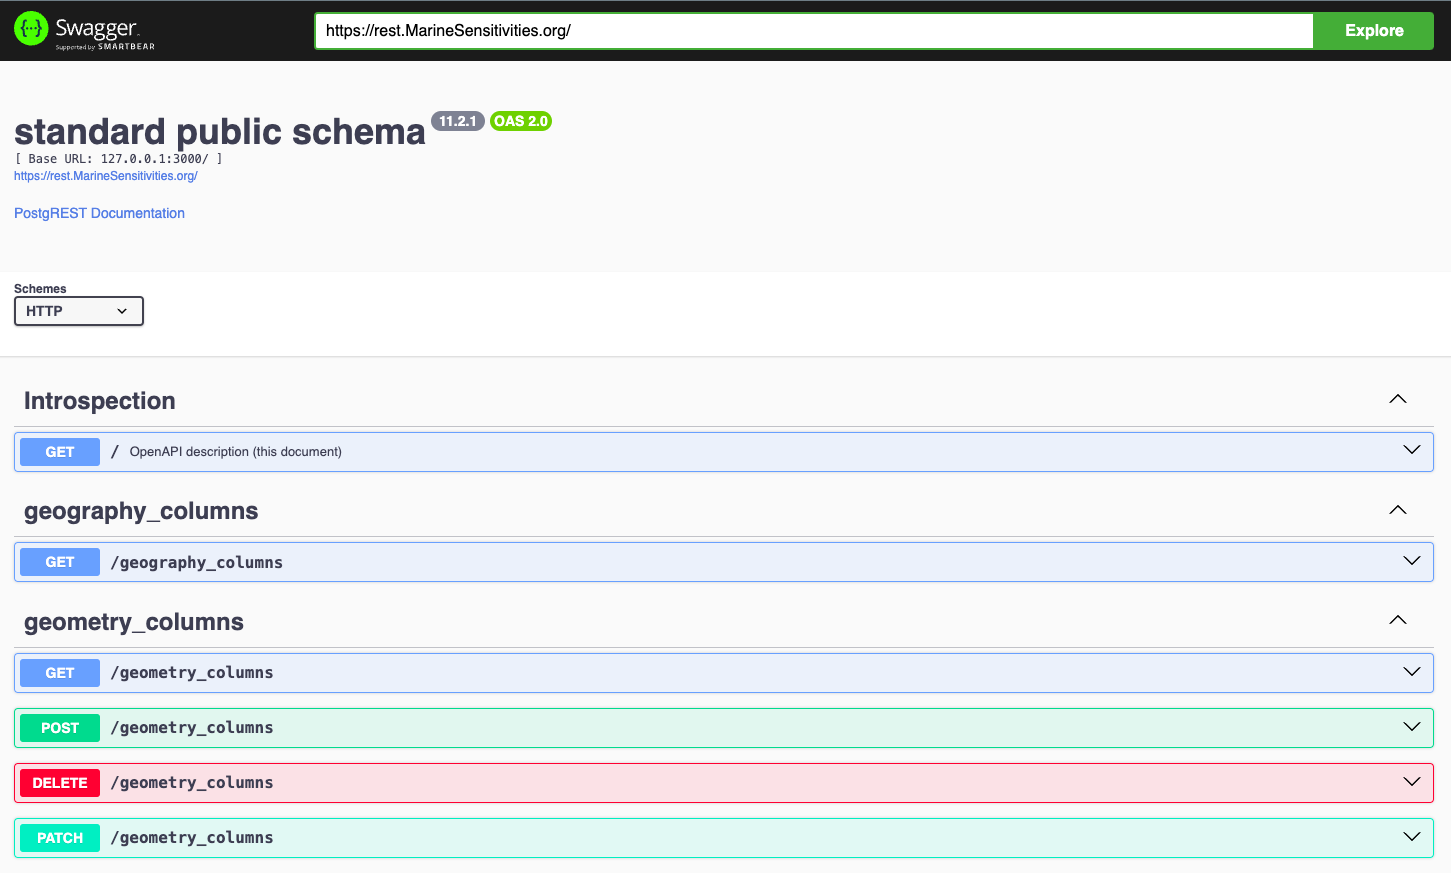 Swagger.
Supported by SMARTBEAR
https://rest.MarineSensitivities.org/
Explore
standard public schema 11.2.1 OAS 2.0
[ Base URL: 127.0.0.1:3000/ ]
https://rest.MarineSensitivities.org/
PostgREST Documentation
Schemes
HTTP
Introspection
GET / OpenAPI description (this document)
geography_columns
GET /geography_columns
geometry_columns
GET /geometry_columns
POST /geometry_columns
DELETE /geometry_columns
PATCH /geometry_columns